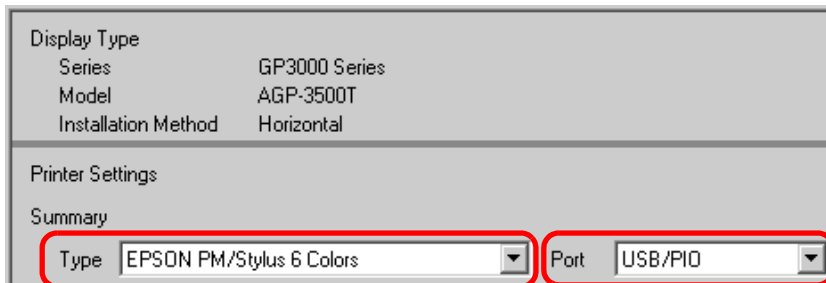 Display Type
Series GP3000 Series
Model AGP-3500T
Installation Method Horizontal
Printer Settings
Summary
Type EPSON PM/Stylus 6 Colors Port USB/PIO